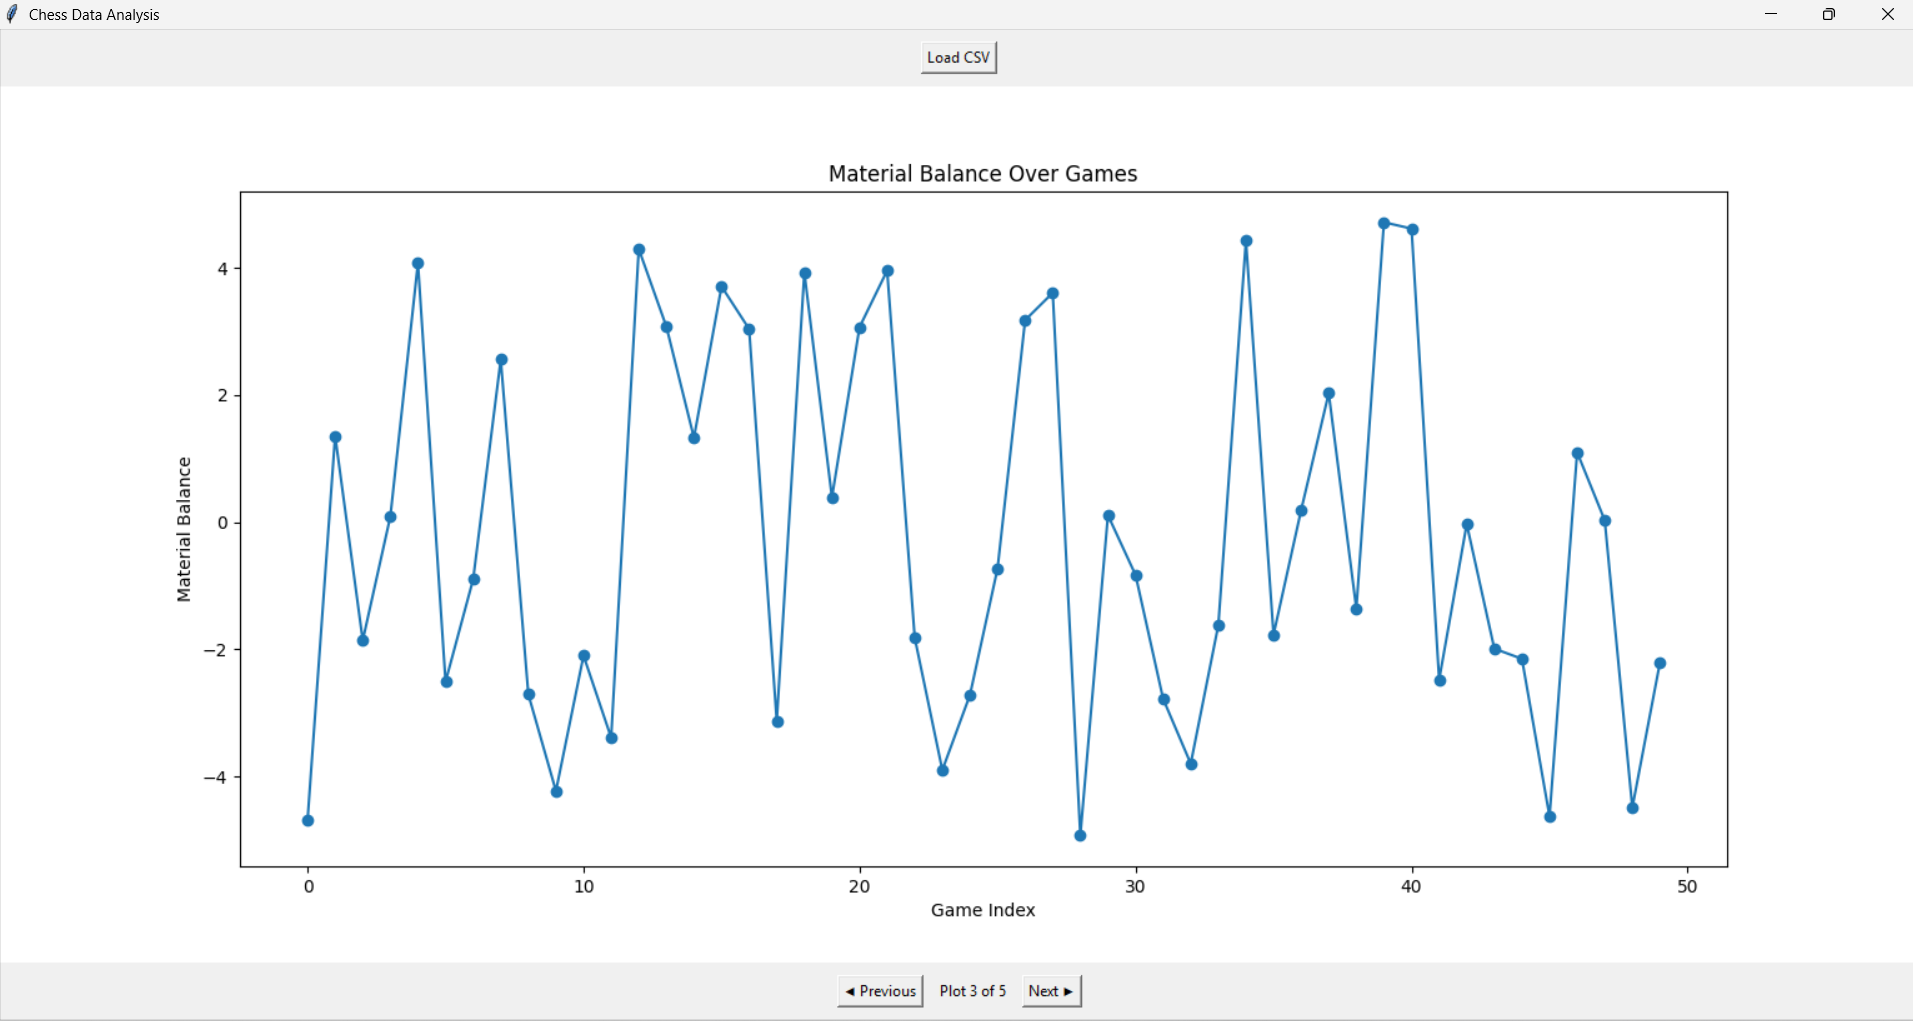 Chess Data Analysis
Load CSV
Material Balance Over Games
Material Balance
4
2
0
−2
−4
0 10 20 30 40 50
Game Index
◄ Previous Plot 3 of 5 Next ►